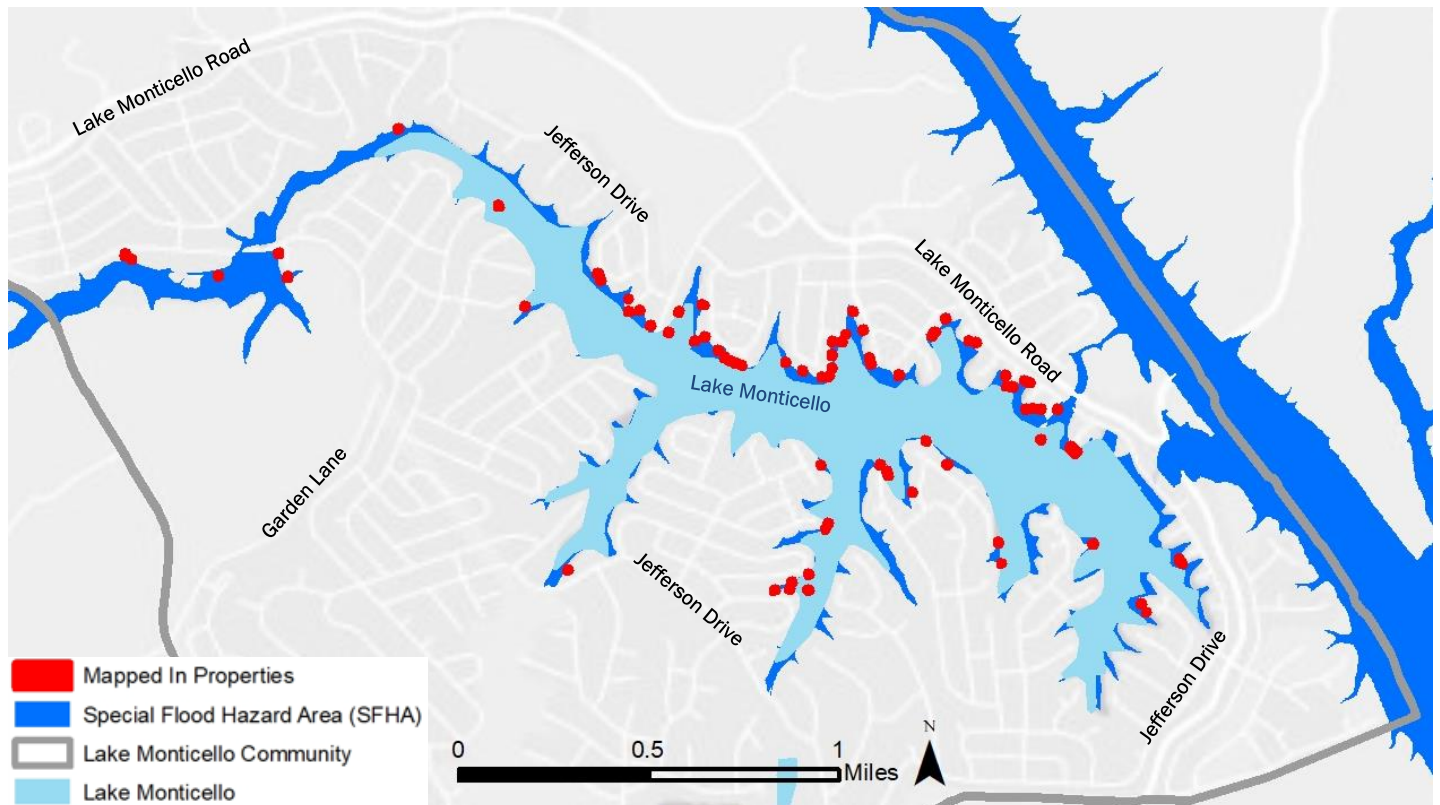 Lake Monticello Road
Jefferson Drive
Lake Monticello Road
Lake Monticello
Garden Lane
Jefferson Drive
Jefferson Drive
Mapped In Properties
Special Flood Hazard Area (SFHA)
Lake Monticello Community
Lake Monticello
0 0.5 1
Miles
N